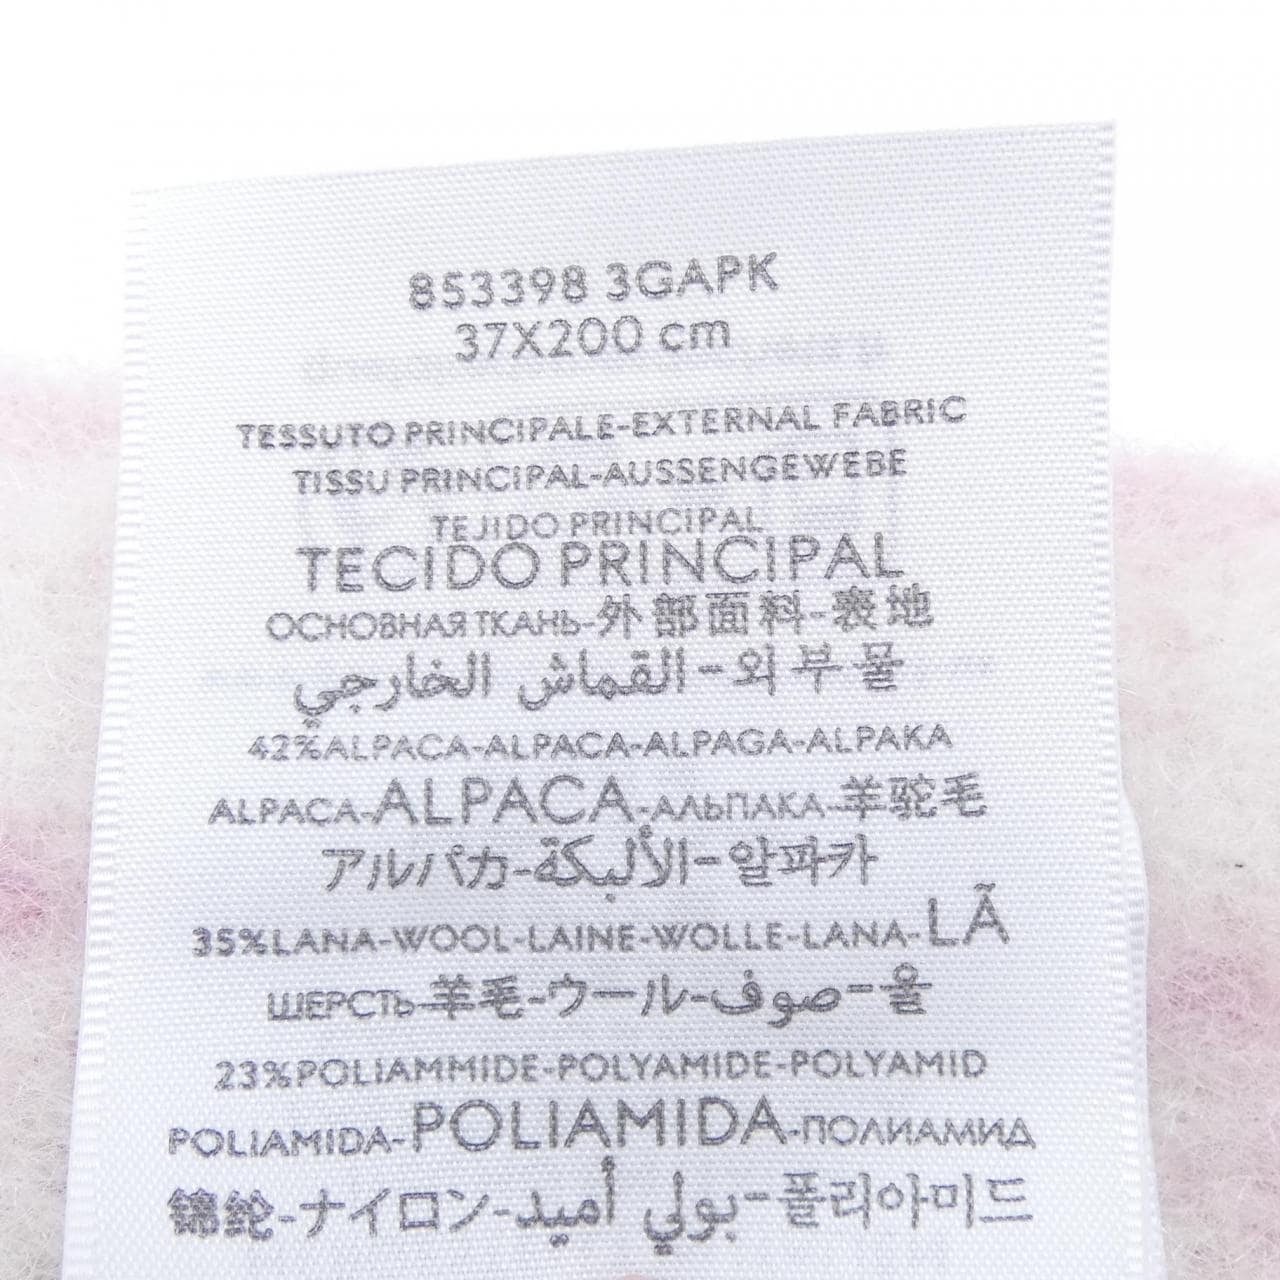 853398 3GAPK
37X200 cm
TESSUTO PRINCIPALE-EXTERNAL FABRIC
TISSU PRINCIPAL-AUSSENGEWEBE
TEJIDO PRINCIPAL
TECIDO PRINCIPAL
ОСНОВНАЯ ТКАНЬ-外部面料-表地
القماش الخارجي-외부물
42%ALPACA-ALPACA-ALPAGA-ALPAKA
ALPACA-ALPACA-АЛЬПАКА-羊驼毛
アルパカ-الألبكة-알파카
35%LANA-WOOL-LAINE-WOLLE-LANA-LÃ
ШЕРСТЬ-羊毛-ウール-صوف-울
23%POLIAMMIDE-POLYAMIDE-POLYAMID
POLIAMIDA-POLIAMIDA-ПОЛИАМИД
锦纶-ナイロン-بولي أميد-폴리아미드